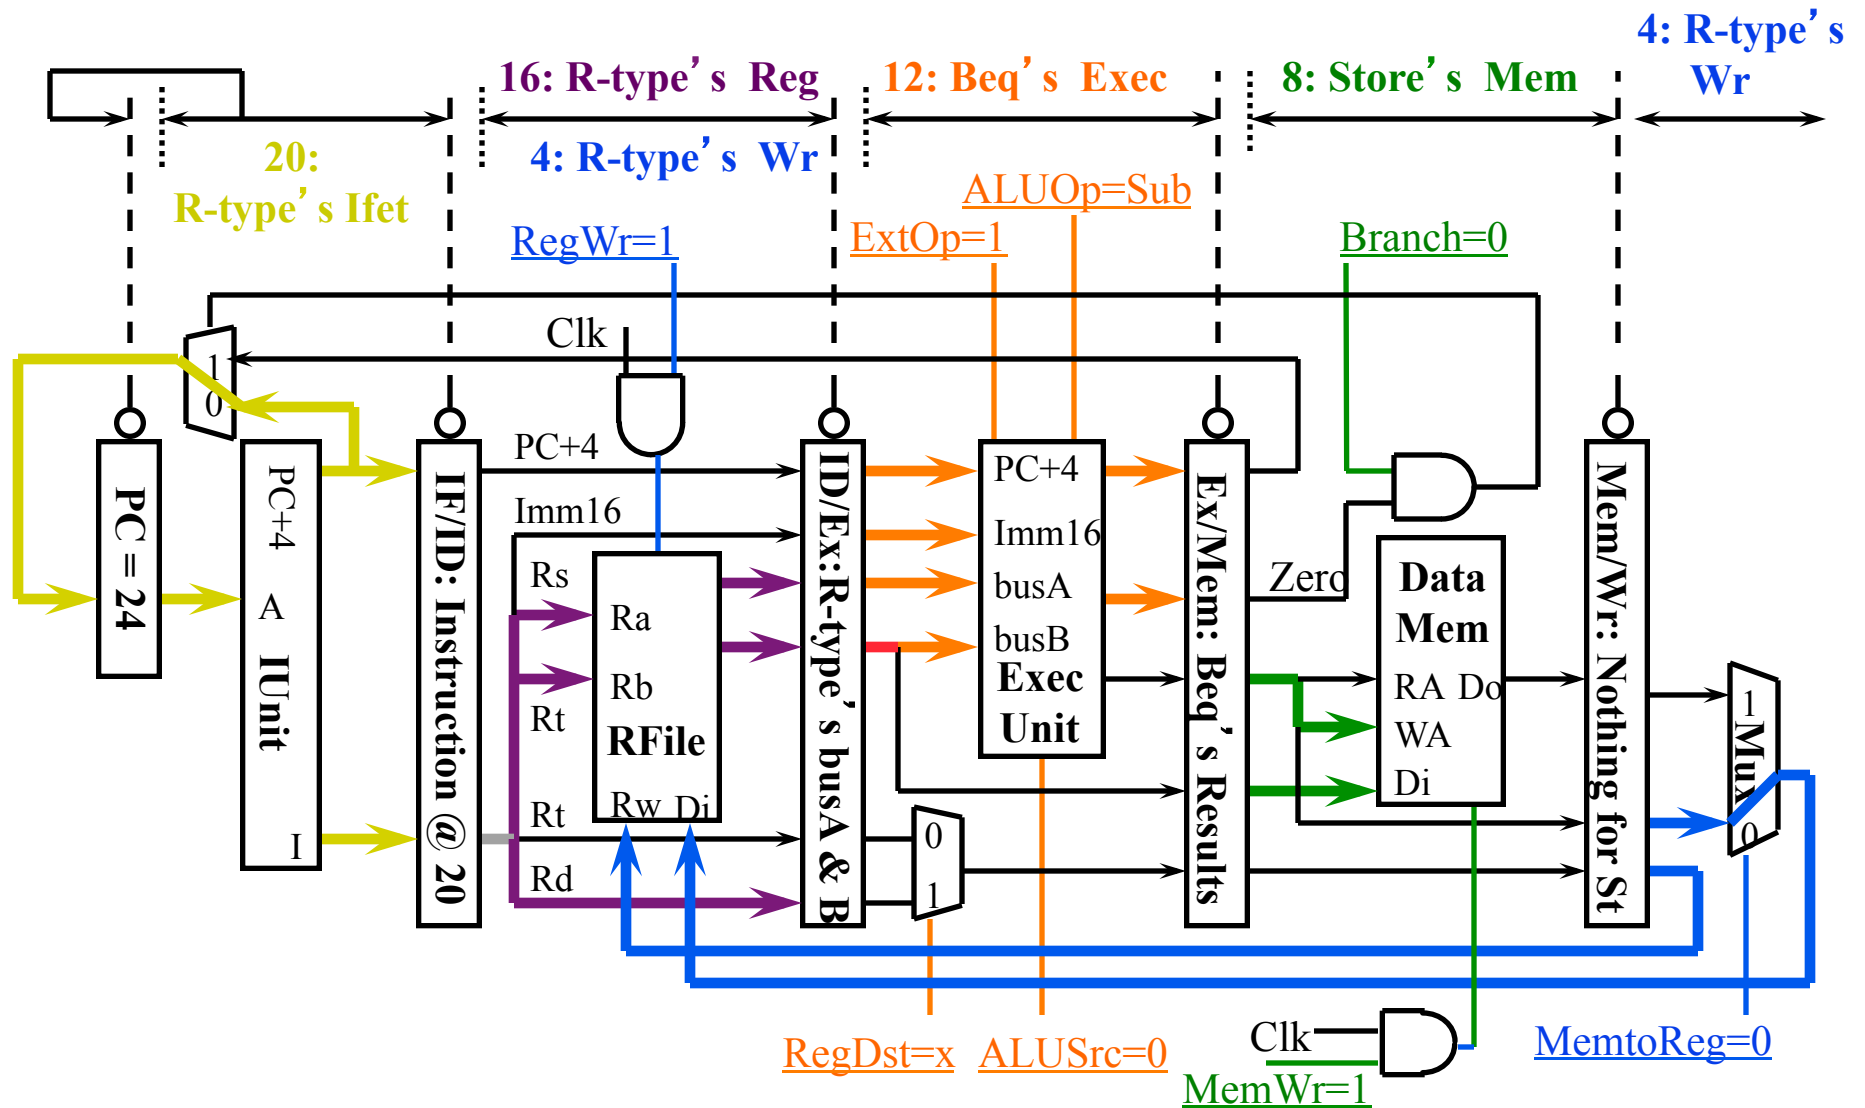 4: R-type’s
Wr
16: R-type’s Reg
12: Beq’s Exec
8: Store’s Mem
20:
R-type’s Ifet
4: R-type’s Wr
ALUOp=Sub
RegWr=1
ExtOp=1
Branch=0
Clk
1
0
PC+4
Imm16
Rs
Rt
Rt
Rd
PC = 24
PC+4
A
IUnit
I
IF/ID: Instruction @ 20
Ra
Rb
RFile
Rw Di
ID/Ex:R-type’s busA & B
PC+4
Imm16
busA
busB
Exec
Unit
0
1
Ex/Mem: Beq’s Results
Zero
Data
Mem
RA Do
WA
Di
Mem/Wr: Nothing for St
1
Mux
0
RegDst=x
ALUSrc=0
Clk
MemWr=1
MemtoReg=0